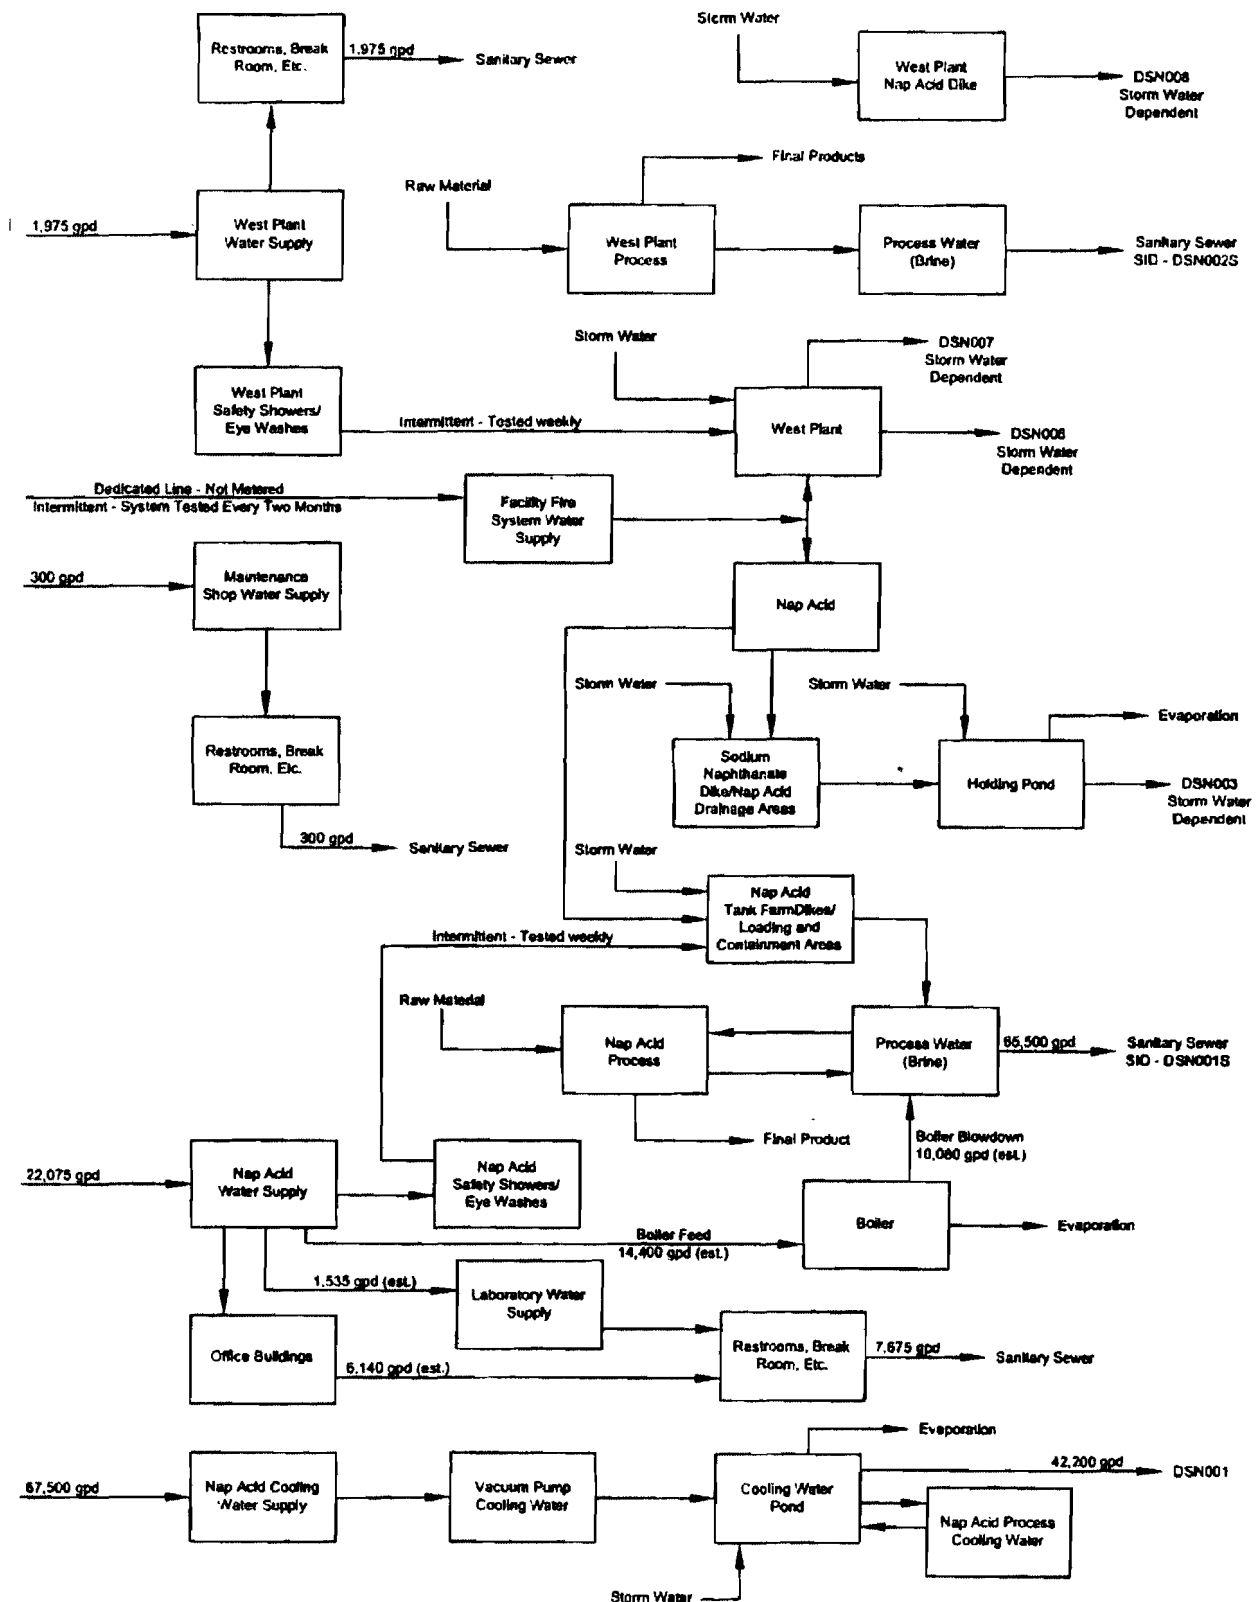 Storm Water
Restrooms, Break
Room, Etc.
1,975 gpd
Sanitary Sewer
West Plant
Nap Acid Dike
DSN008
Storm Water
Dependent
Final Products
Raw Material
1,975 gpd
West Plant
Water Supply
West Plant
Process
Process Water
(Brine)
Sanitary Sewer
SID - DSN002S
Storm Water
DSN007
Storm Water
Dependent
West Plant
Safety Showers/
Eye Washes
Intermittent - Tested weekly
West Plant
DSN006
Storm Water
Dependent
Dedicated Line - Not Metered
Intermittent - System Tested Every Two Months
Facility Fire
System Water
Supply
300 gpd
Maintenance
Shop Water Supply
Nap Acid
Storm Water
Storm Water
Evaporation
Restrooms, Break
Room, Etc.
Sodium
Naphthanate
Dike/Nap Acid
Drainage Areas
Holding Pond
DSN003
Storm Water
Dependent
300 gpd
Sanitary Sewer
Storm Water
Nap Acid
Tank FarmDikes/
Loading and
Containment Areas
Intermittent - Tested weekly
Raw Material
Nap Acid
Process
Process Water
(Brine)
65,500 gpd
Sanitary Sewer
SID - DSN001S
Final Product
Boiler Blowdown
10,080 gpd (est.)
22,075 gpd
Nap Acid
Water Supply
Nap Acid
Safety Showers/
Eye Washes
Boiler Feed
14,400 gpd (est.)
Boiler
Evaporation
1,535 gpd (est.)
Laboratory Water
Supply
Office Buildings
6,140 gpd (est.)
Restrooms, Break
Room, Etc.
7,675 gpd
Sanitary Sewer
Evaporation
67,500 gpd
Nap Acid Cooling
Water Supply
Vacuum Pump
Cooling Water
Cooling Water
Pond
42,200 gpd
DSN001
Nap Acid Process
Cooling Water
Storm Water